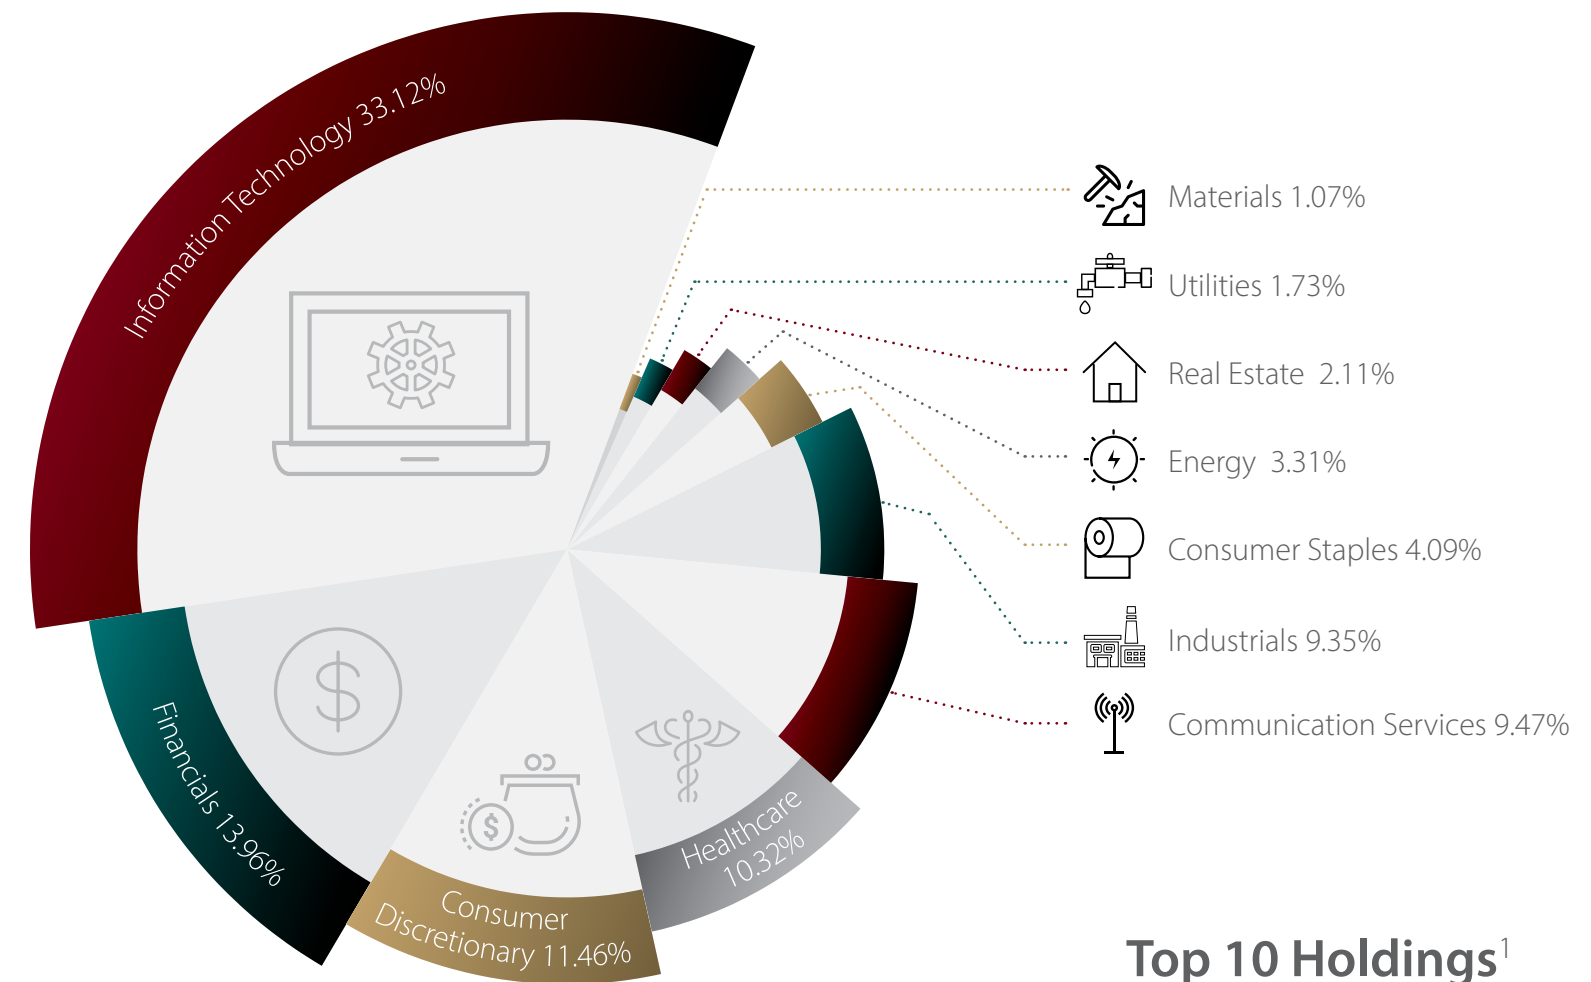 Information Technology 33.12%
Materials 1.07%
Utilities 1.73%
Real Estate 2.11%
Energy 3.31%
Consumer Staples 4.09%
Industrials 9.35%
Communication Services 9.47%
Financials 13.96%
Consumer
Discretionary 11.46%
Healthcare
10.32%
$
$
Top 10 Holdings1